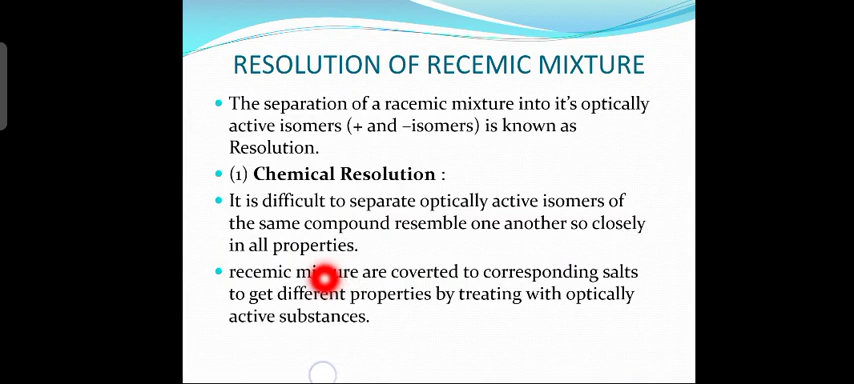 RESOLUTION OF RECEMIC MIXTURE
The separation of a racemic mixture into it's optically
active isomers (+ and –isomers) is known as
Resolution.
(1) Chemical Resolution :
It is difficult to separate optically active isomers of
the same compound resemble one another so closely
in all properties.
recemic mixture are coverted to corresponding salts
to get different properties by treating with optically
active substances.